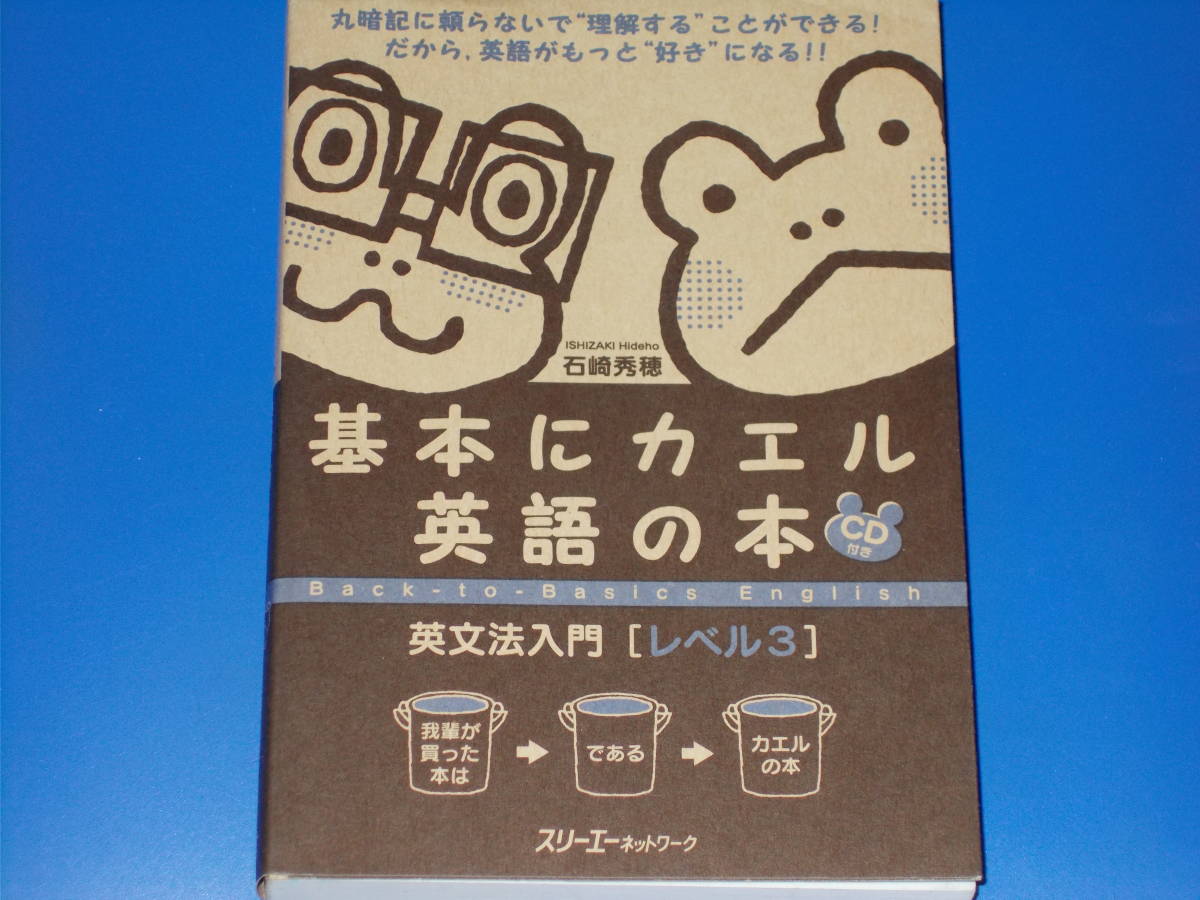 丸暗記に頼らないで“理解する”ことができる!
だから,英語がもっと“好き”になる!!
ISHIZAKI Hideho
石崎秀穂
基本にカエル
英語の本
CD
付き
Back-to-Basics English
英文法入門［レベル3］
我輩が
買った
本は
である
カエル
の本
スリーエーネットワーク